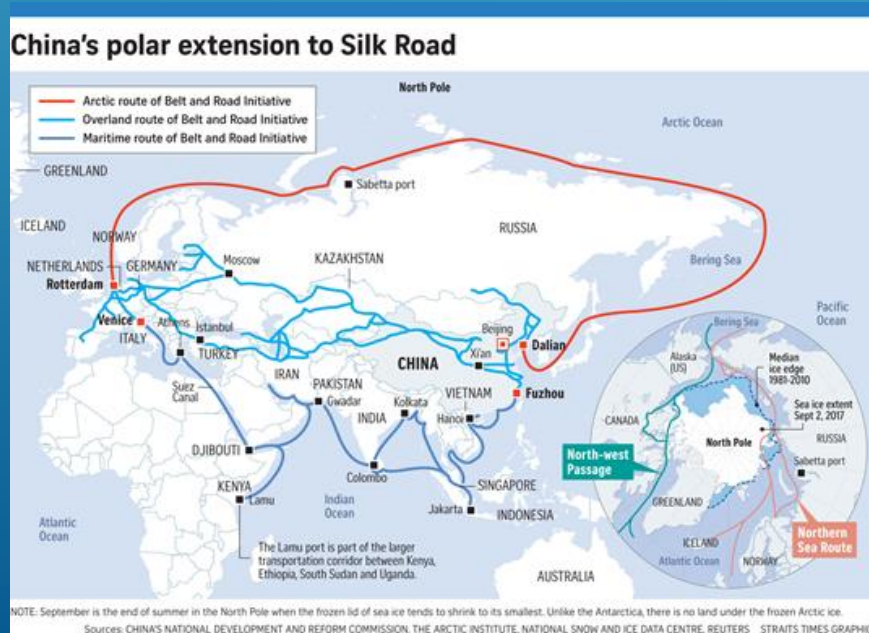 China's polar extension to Silk Road
North Pole
Arctic route of Belt and Road Initiative
Overland route of Belt and Road Initiative
Maritime route of Belt and Road Initiative
Arctic Ocean
GREENLAND
Sabetta port
ICELAND
NORWAY
RUSSIA
NETHERLANDS
GERMANY
Moscow
KAZAKHSTAN
Bering Sea
Rotterdam
Venice
Athens
Istanbul
ITALY
TURKEY
Beijing
Dalian
Xi'an
CHINA
Pacific
Ocean
IRAN
PAKISTAN
Gwadar
Suez
Canal
INDIA
Kolkata
VIETNAM
Hanoi
Fuzhou
DJIBOUTI
KENYA
Lamu
Colombo
SINGAPORE
Jakarta
INDONESIA
Indian
Ocean
Atlantic
Ocean
The Lamu port is part of the larger
transportation corridor between Kenya,
Ethiopia, South Sudan and Uganda.
AUSTRALIA
Bering Sea
Alaska
(US)
Median
ice edge
1981-2010
Sea ice extent
Sept 2, 2017
CANADA
North Pole
RUSSIA
Sabetta port
North-west
Passage
GREENLAND
ICELAND
Atlantic Ocean
NORWAY
Northern
Sea Route
NOTE: September is the end of summer in the North Pole when the frozen lid of sea ice tends to shrink to its smallest. Unlike the Antarctica, there is no land under the frozen Arctic ice.
Sources: CHINA'S NATIONAL DEVELOPMENT AND REFORM COMMISSION, THE ARCTIC INSTITUTE, NATIONAL SNOW AND ICE DATA CENTRE, REUTERS STRAITS TIMES GRAPHIC